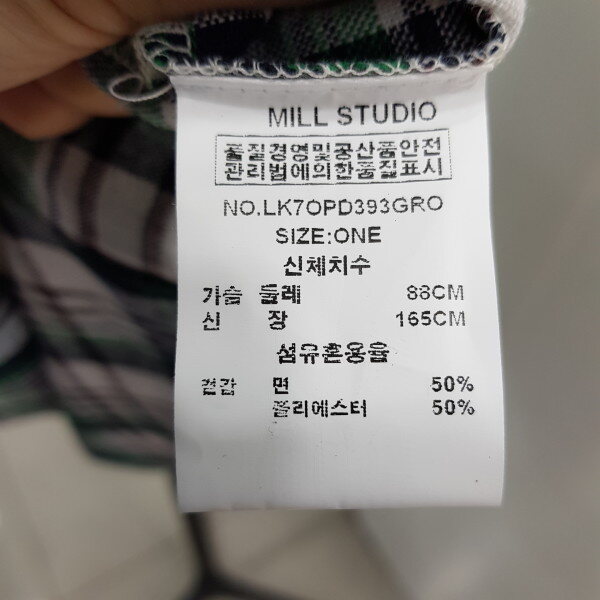 MILL STUDIO
품질경영및공산품안전
관리법에의한품질표시
NO.LK7OPD393GRO
SIZE:ONE
신체치수
가슴 둘레 88CM
신 장 165CM
섬유혼용율
겉감 면 50%
폴리에스터 50%